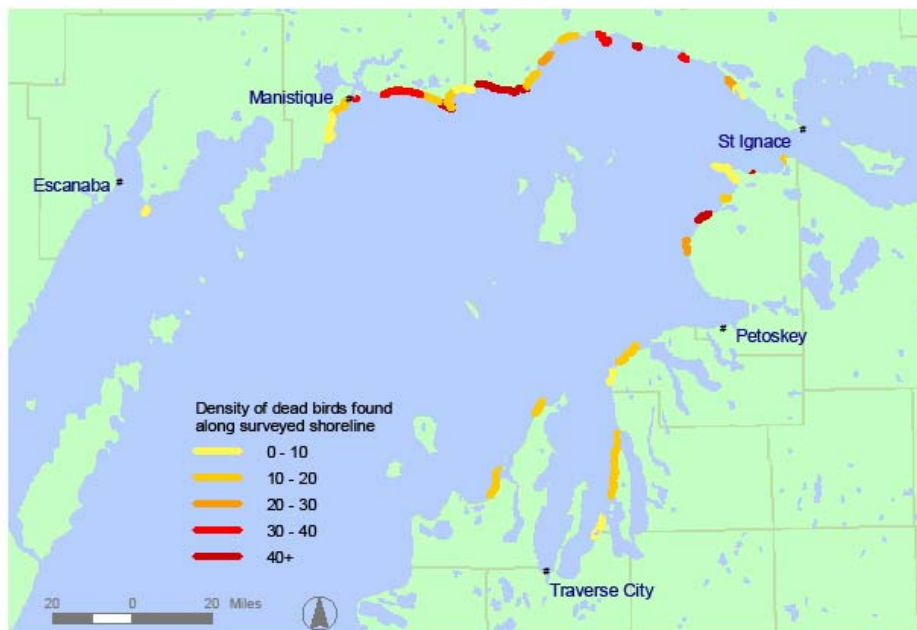 Manistique
St Ignace
Escanaba
Petoskey
Density of dead birds found
along surveyed shoreline
0 - 10
10 - 20
20 - 30
30 - 40
40+
Traverse City
20 0 20 Miles